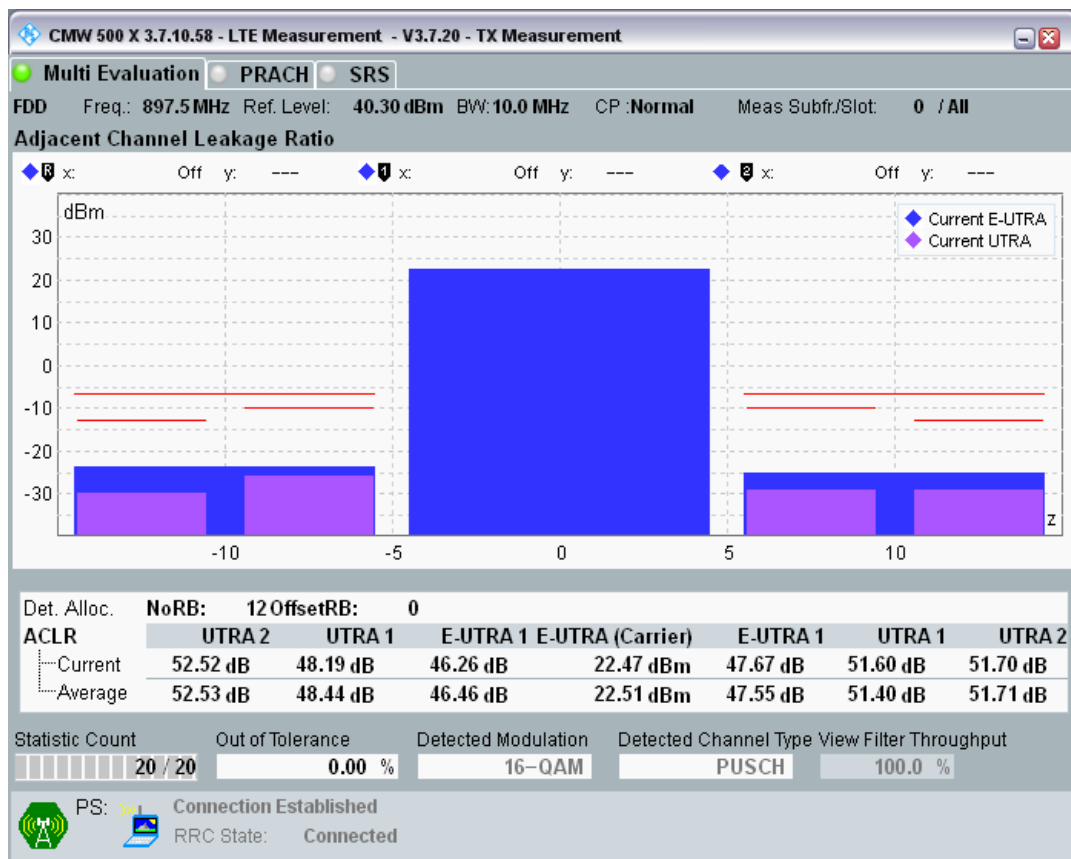 CMW 500 X 3.7.10.58 - LTE Measurement - V3.7.20 - TX Measurement
Multi Evaluation PRACH SRS
FDD Freq.: 897.5 MHz Ref. Level: 40.30 dBm BW: 10.0 MHz CP :Normal Meas Subfr./Slot: 0 / All
Adjacent Channel Leakage Ratio
R x: Off y: --- 1 x: Off y: --- 2 x: Off y: ---
dBm
Current E-UTRA
Current UTRA
30
20
10
0
-10
-20
-30
z
-10 -5 0 5 10
Det. Alloc. NoRB: 12 OffsetRB: 0
ACLR UTRA 2 UTRA 1 E-UTRA 1 E-UTRA (Carrier) E-UTRA 1 UTRA 1 UTRA 2
Current 52.52 dB 48.19 dB 46.26 dB 22.47 dBm 47.67 dB 51.60 dB 51.70 dB
Average 52.53 dB 48.44 dB 46.46 dB 22.51 dBm 47.55 dB 51.40 dB 51.71 dB
Statistic Count Out of Tolerance Detected Modulation Detected Channel Type View Filter Throughput
20 / 20 0.00 % 16-QAM PUSCH 100.0 %
PS: Connection Established
RRC State: Connected